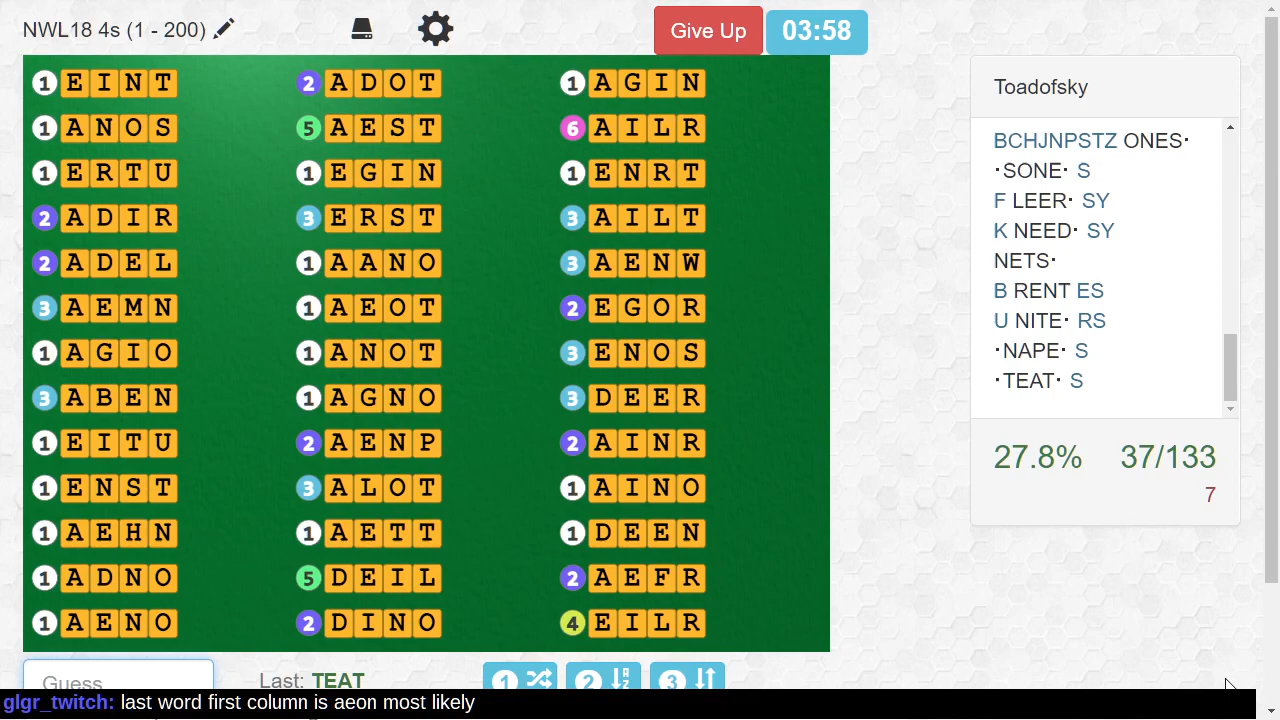 NWL18 4s (1 - 200)
Give Up
03:58
1 EINT 2 ADOT 1 AGIN
1 ANOS 5 AEST 6 AILR
1 ERTU 1 EGIN 1 ENRT
2 ADIR 3 ERST 3 AILT
2 ADEL 1 AANO 3 AENW
3 AEMN 1 AEOT 2 EGOR
1 AGIO 1 ANOT 3 ENOS
3 ABEN 1 AGNO 3 DEER
1 EITU 2 AENP 2 AINR
1 ENST 3 ALOT 1 AINO
1 AEHN 1 AETT 1 DEEN
1 ADNO 5 DEIL 2 AEFR
1 AENO 2 DINO 4 EILR
Toadofsky
BCHJNPSTZ ONES·
·SONE· S
F LEER· SY
K NEED· SY
NETS·
B RENT ES
U NITE· RS
·NAPE· S
·TEAT· S
27.8% 37/133
7
Guess
Last: TEAT
1 2 3
glgr_twitch: last word first column is aeon most likely